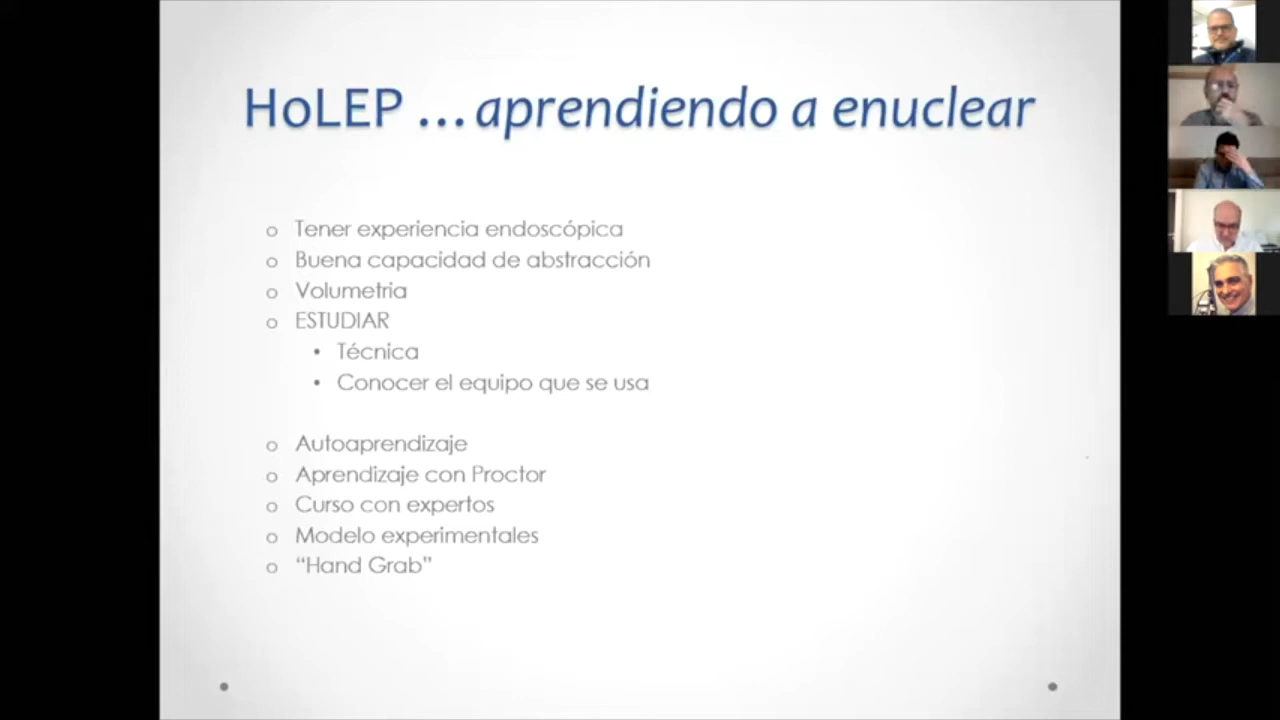 HoLEP ...aprendiendo a enuclear
o Tener experiencia endoscópica
o Buena capacidad de abstracción
o Volumetria
o ESTUDIAR
• Técnica
• Conocer el equipo que se usa
o Autoaprendizaje
o Aprendizaje con Proctor
o Curso con expertos
o Modelo experimentales
o “Hand Grab”